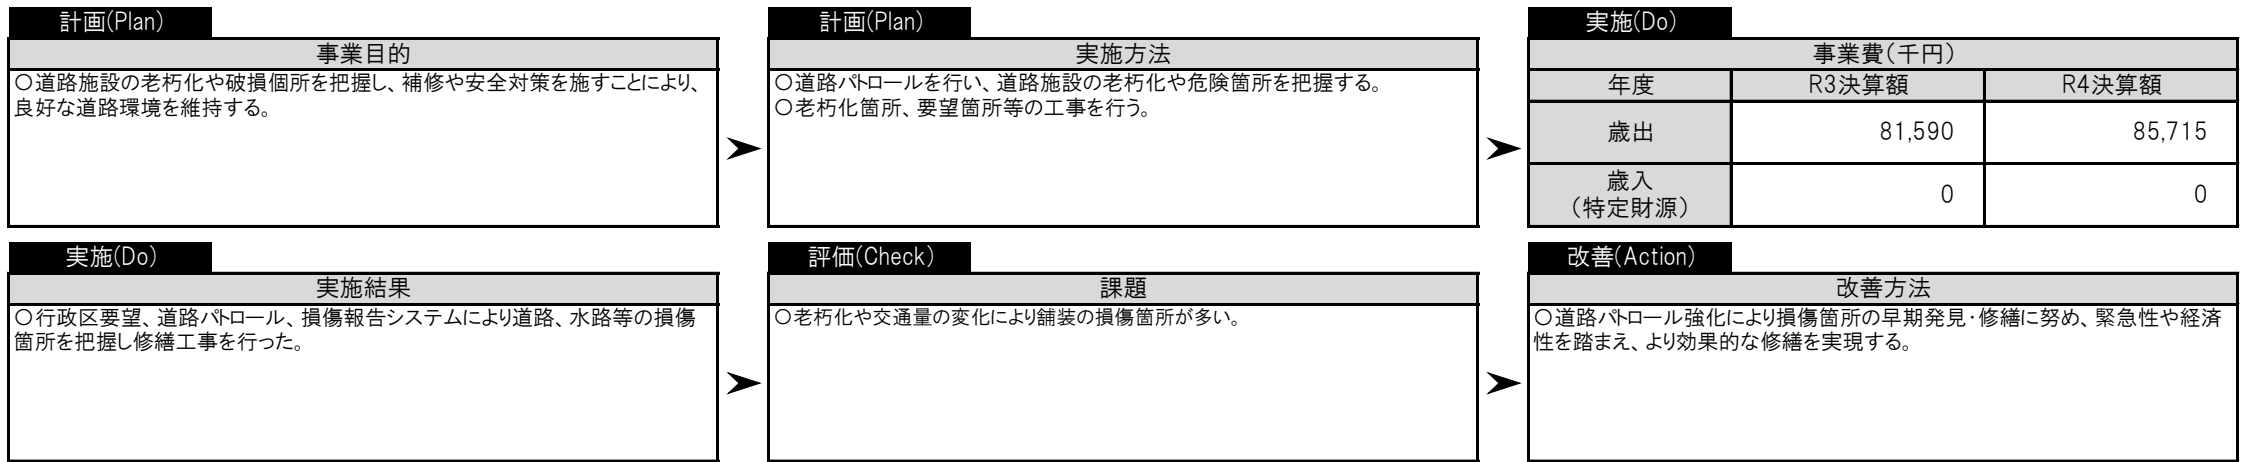 計画(Plan)
事業目的
○道路施設の老朽化や破損個所を把握し、補修や安全対策を施すことにより、
良好な道路環境を維持する。
計画(Plan)
実施方法
○道路パトロールを行い、道路施設の老朽化や危険箇所を把握する。
○老朽化箇所、要望箇所等の工事を行う。
実施(Do)
事業費(千円)
年度 R3決算額 R4決算額
歳出 81,590 85,715
歳入
(特定財源) 0 0
実施(Do)
実施結果
○行政区要望、道路パトロール、損傷報告システムにより道路、水路等の損傷
箇所を把握し修繕工事を行った。
評価(Check)
課題
○老朽化や交通量の変化により舗装の損傷箇所が多い。
改善(Action)
改善方法
○道路パトロール強化により損傷箇所の早期発見・修繕に努め、緊急性や経済
性を踏まえ、より効果的な修繕を実現する。